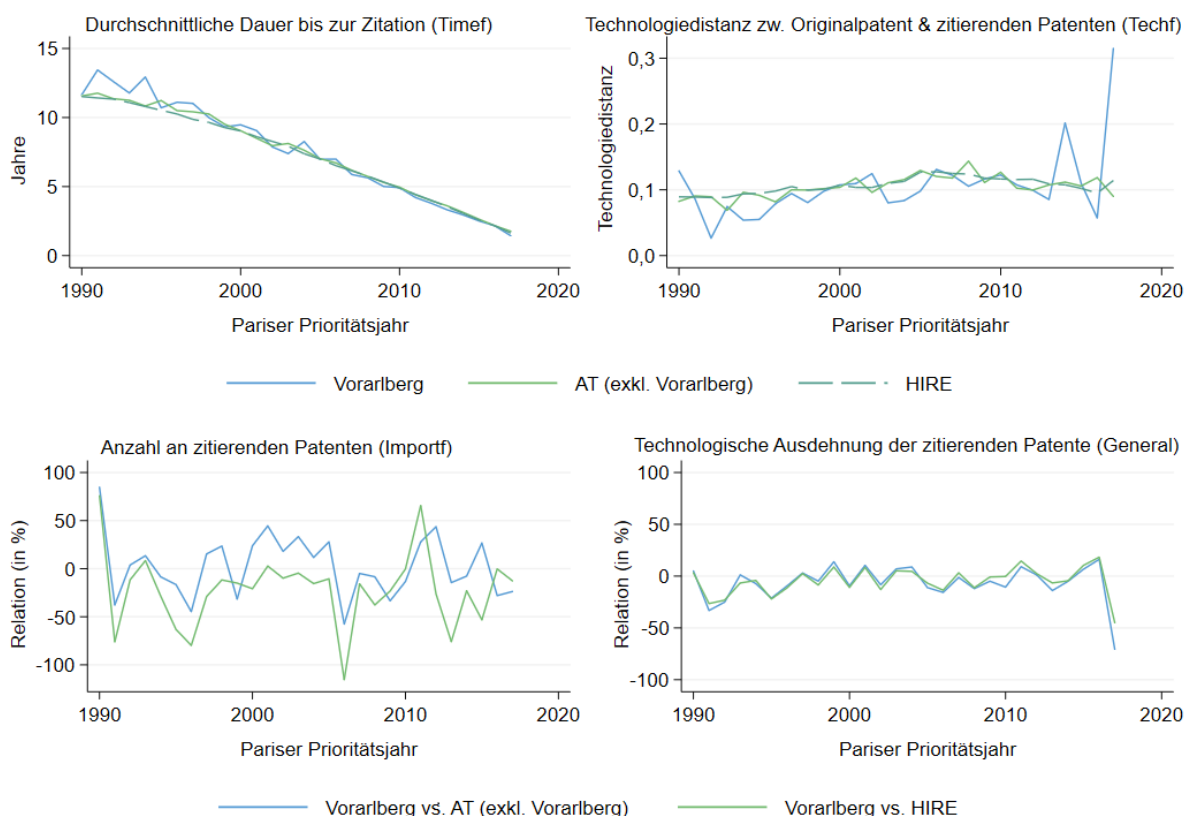 Durchschnittliche Dauer bis zur Zitation (Timef)
15
10
5
0
Jahre
1990
2000
2010
2020
Pariser Prioritätsjahr
Technologiedistanz zw. Originalpatent & zitierenden Patenten (Techf)
0,3
0,2
0,1
0,0
Technologiedistanz
1990
2000
2010
2020
Pariser Prioritätsjahr
Vorarlberg
AT (exkl. Vorarlberg)
HIRE
Anzahl an zitierenden Patenten (Importf)
100
50
0
-50
-100
Relation (in %)
1990
2000
2010
2020
Pariser Prioritätsjahr
Technologische Ausdehnung der zitierenden Patente (General)
100
50
0
-50
-100
Relation (in %)
1990
2000
2010
2020
Pariser Prioritätsjahr
Vorarlberg vs. AT (exkl. Vorarlberg)
Vorarlberg vs. HIRE